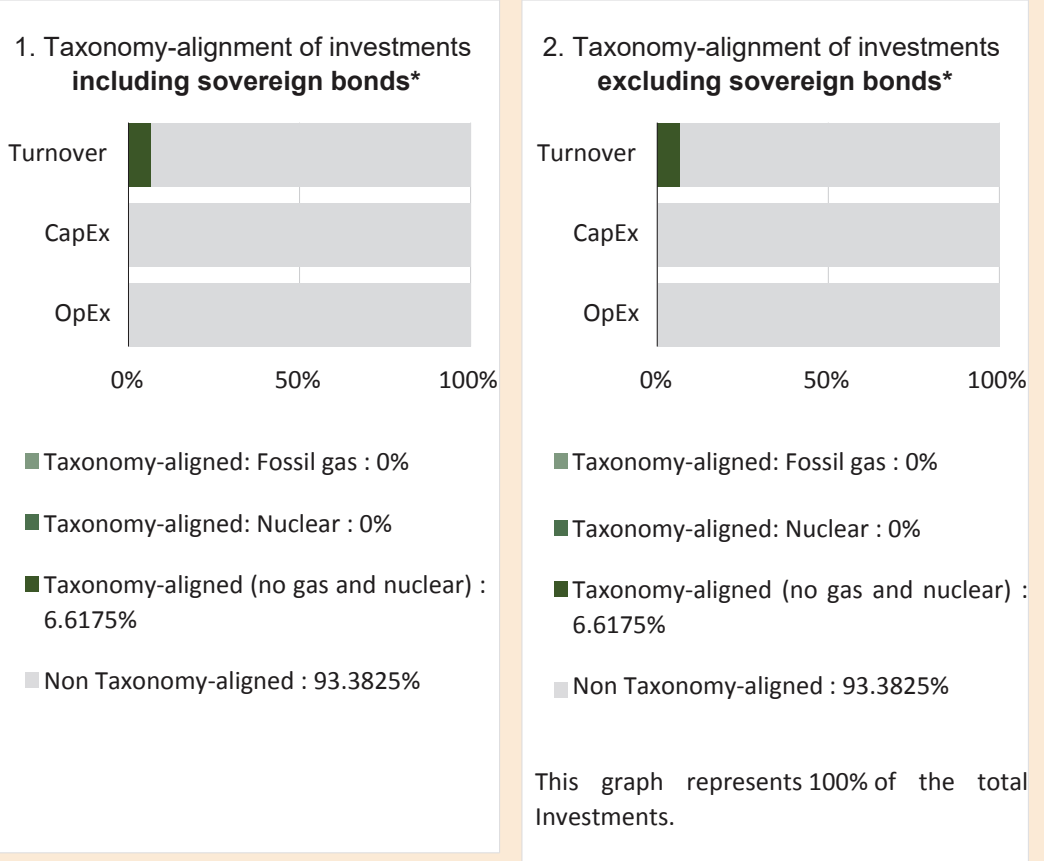 1. Taxonomy-alignment of investments
including sovereign bonds*
Turnover
CapEx
OpEx
0% 50% 100%
Taxonomy-aligned: Fossil gas : 0%
Taxonomy-aligned: Nuclear : 0%
Taxonomy-aligned (no gas and nuclear) :
6.6175%
Non Taxonomy-aligned : 93.3825%
2. Taxonomy-alignment of investments
excluding sovereign bonds*
Turnover
CapEx
OpEx
0% 50% 100%
Taxonomy-aligned: Fossil gas : 0%
Taxonomy-aligned: Nuclear : 0%
Taxonomy-aligned (no gas and nuclear) :
6.6175%
Non Taxonomy-aligned : 93.3825%
This graph represents 100% of the total
Investments.